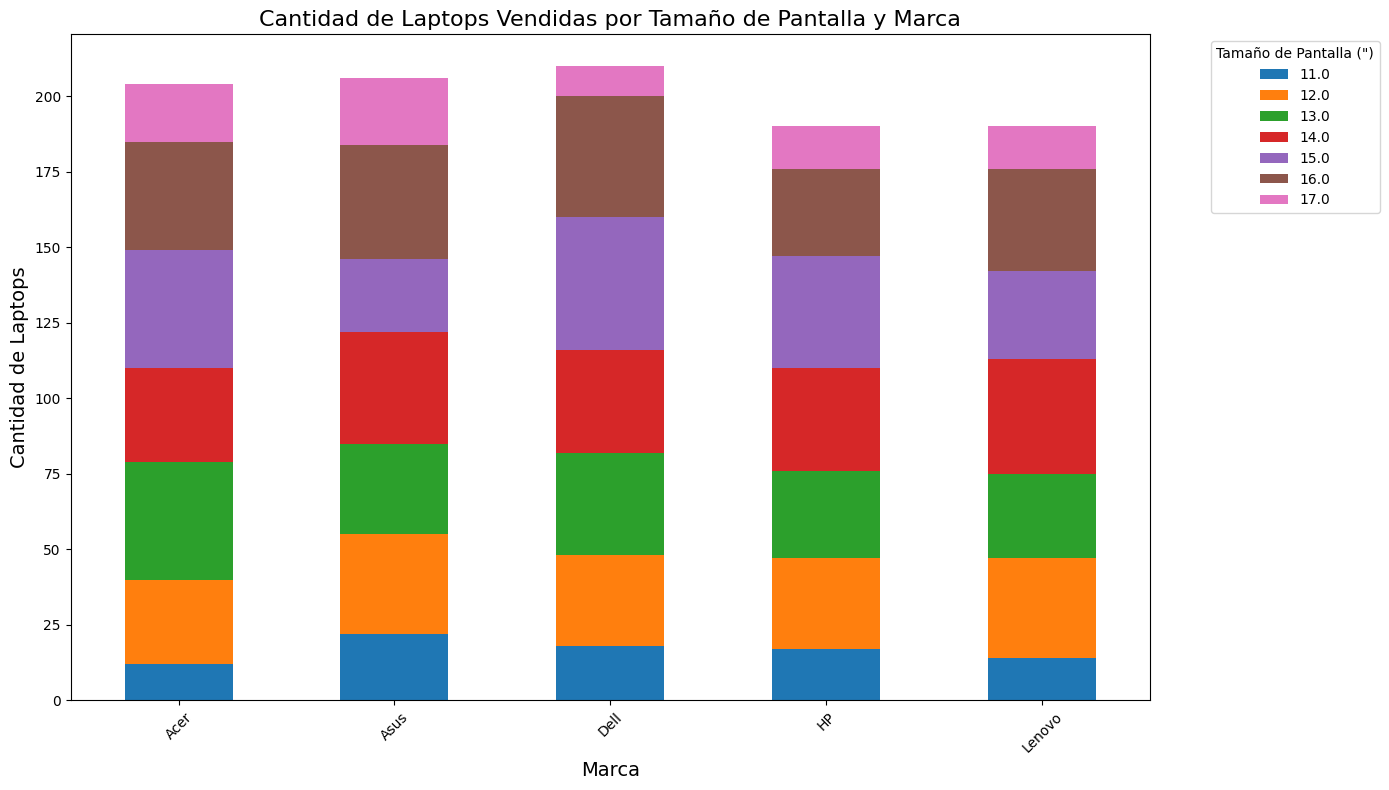 Cantidad de Laptops Vendidas por Tamaño de Pantalla y Marca
Cantidad de Laptops
200
175
150
125
100
75
50
25
0
Acer
Asus
Dell
HP
Lenovo
Marca
Tamaño de Pantalla (")
11.0
12.0
13.0
14.0
15.0
16.0
17.0